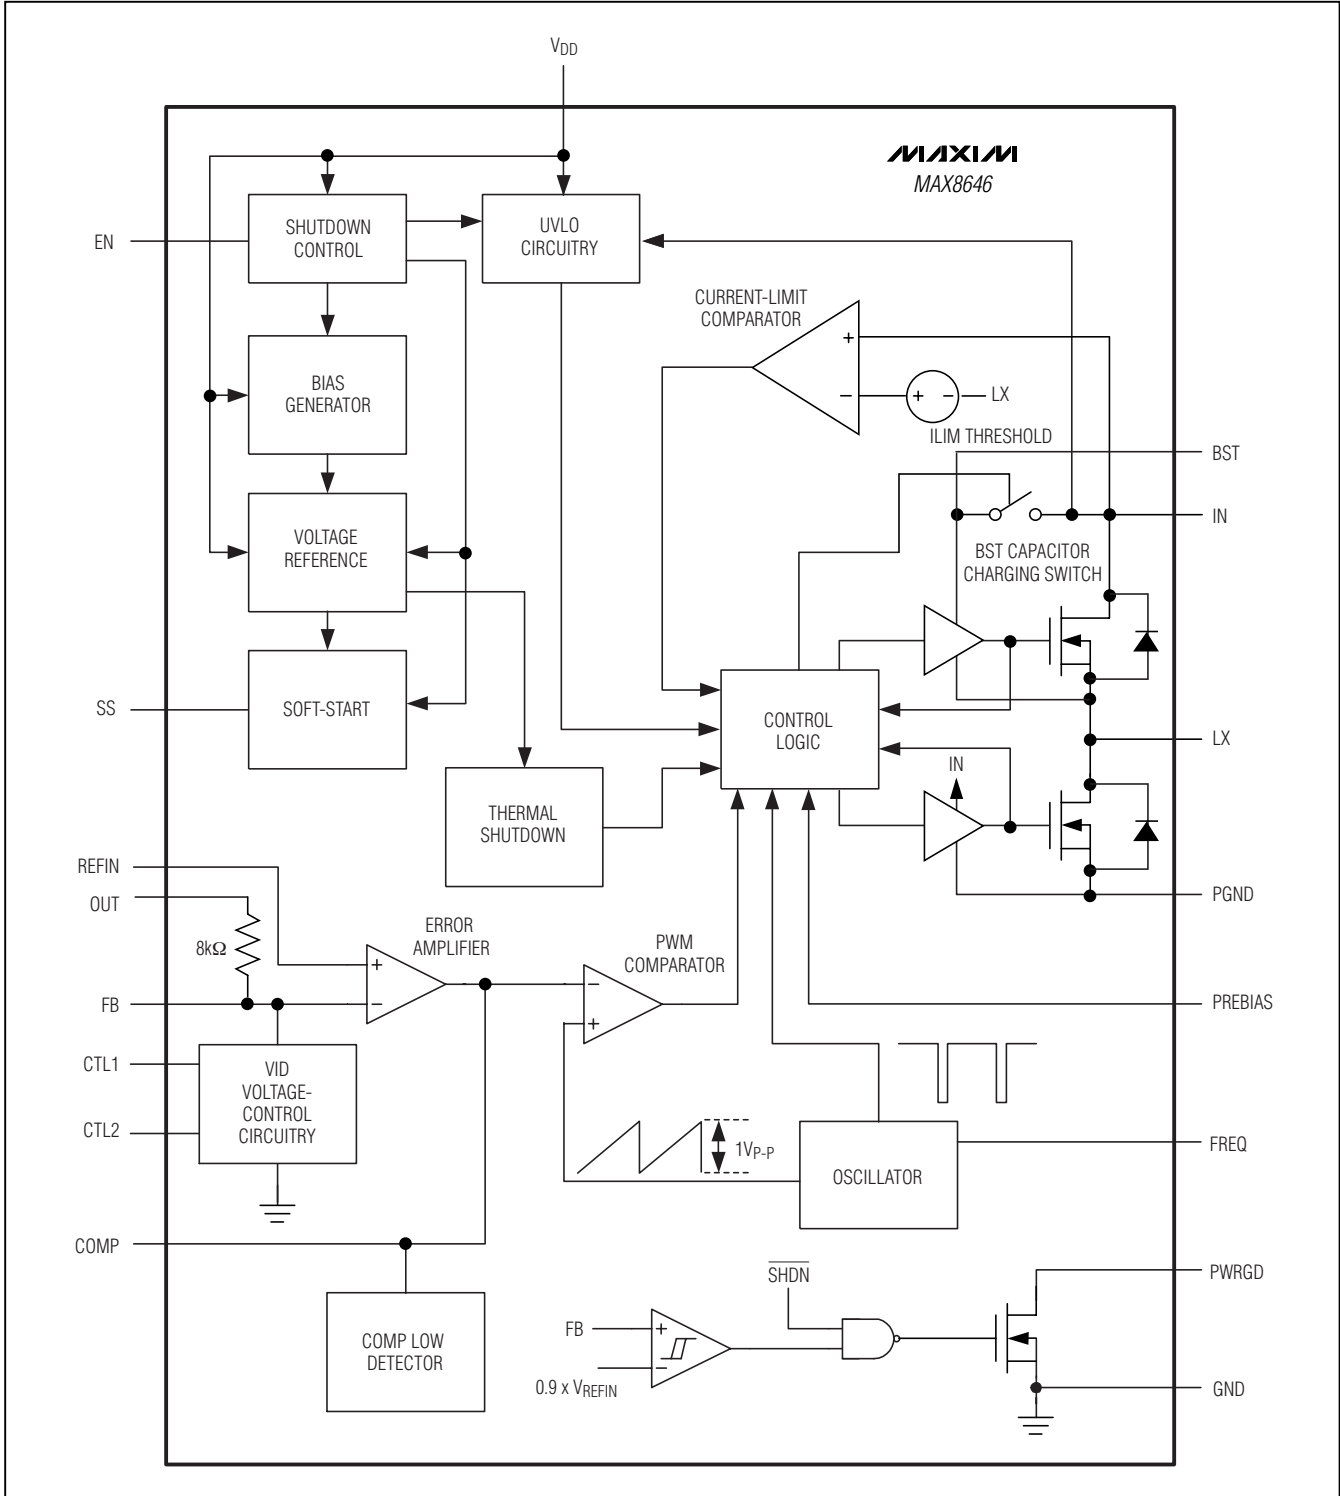 VDD
MAXIM
MAX8646
EN
SHUTDOWN
CONTROL
UVLO
CIRCUITRY
CURRENT-LIMIT
COMPARATOR
+
−
+ −
LX
ILIM THRESHOLD
BIAS
GENERATOR
BST
IN
VOLTAGE
REFERENCE
BST CAPACITOR
CHARGING SWITCH
SS
SOFT-START
CONTROL
LOGIC
LX
IN
THERMAL
SHUTDOWN
REFIN
OUT
8kΩ
FB
ERROR
AMPLIFIER
+
−
PWM
COMPARATOR
−
+
PGND
PREBIAS
CTL1
CTL2
VID
VOLTAGE-
CONTROL
CIRCUITRY
1VP-P
OSCILLATOR
FREQ
COMP
COMP LOW
DETECTOR
SHDN
FB
+
−
0.9 x VREFIN
PWRGD
GND